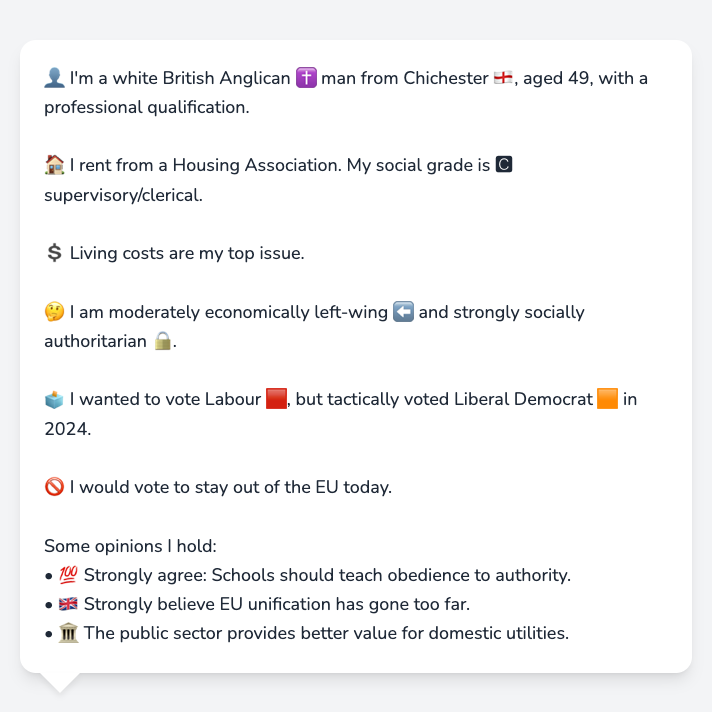 👤 I'm a white British Anglican ✝️ man from Chichester 🏴󠁧󠁢󠁥󠁮󠁧󠁿, aged 49, with a
professional qualification.
🏠 I rent from a Housing Association. My social grade is 🅲
supervisory/clerical.
💲 Living costs are my top issue.
🤔 I am moderately economically left-wing ⬅️ and strongly socially
authoritarian 🔒.
🗳️ I wanted to vote Labour 🟥, but tactically voted Liberal Democrat 🟧 in
2024.
🚫 I would vote to stay out of the EU today.
Some opinions I hold:
• 💯 Strongly agree: Schools should teach obedience to authority.
• 🇬🇧 Strongly believe EU unification has gone too far.
• 🏛️ The public sector provides better value for domestic utilities.